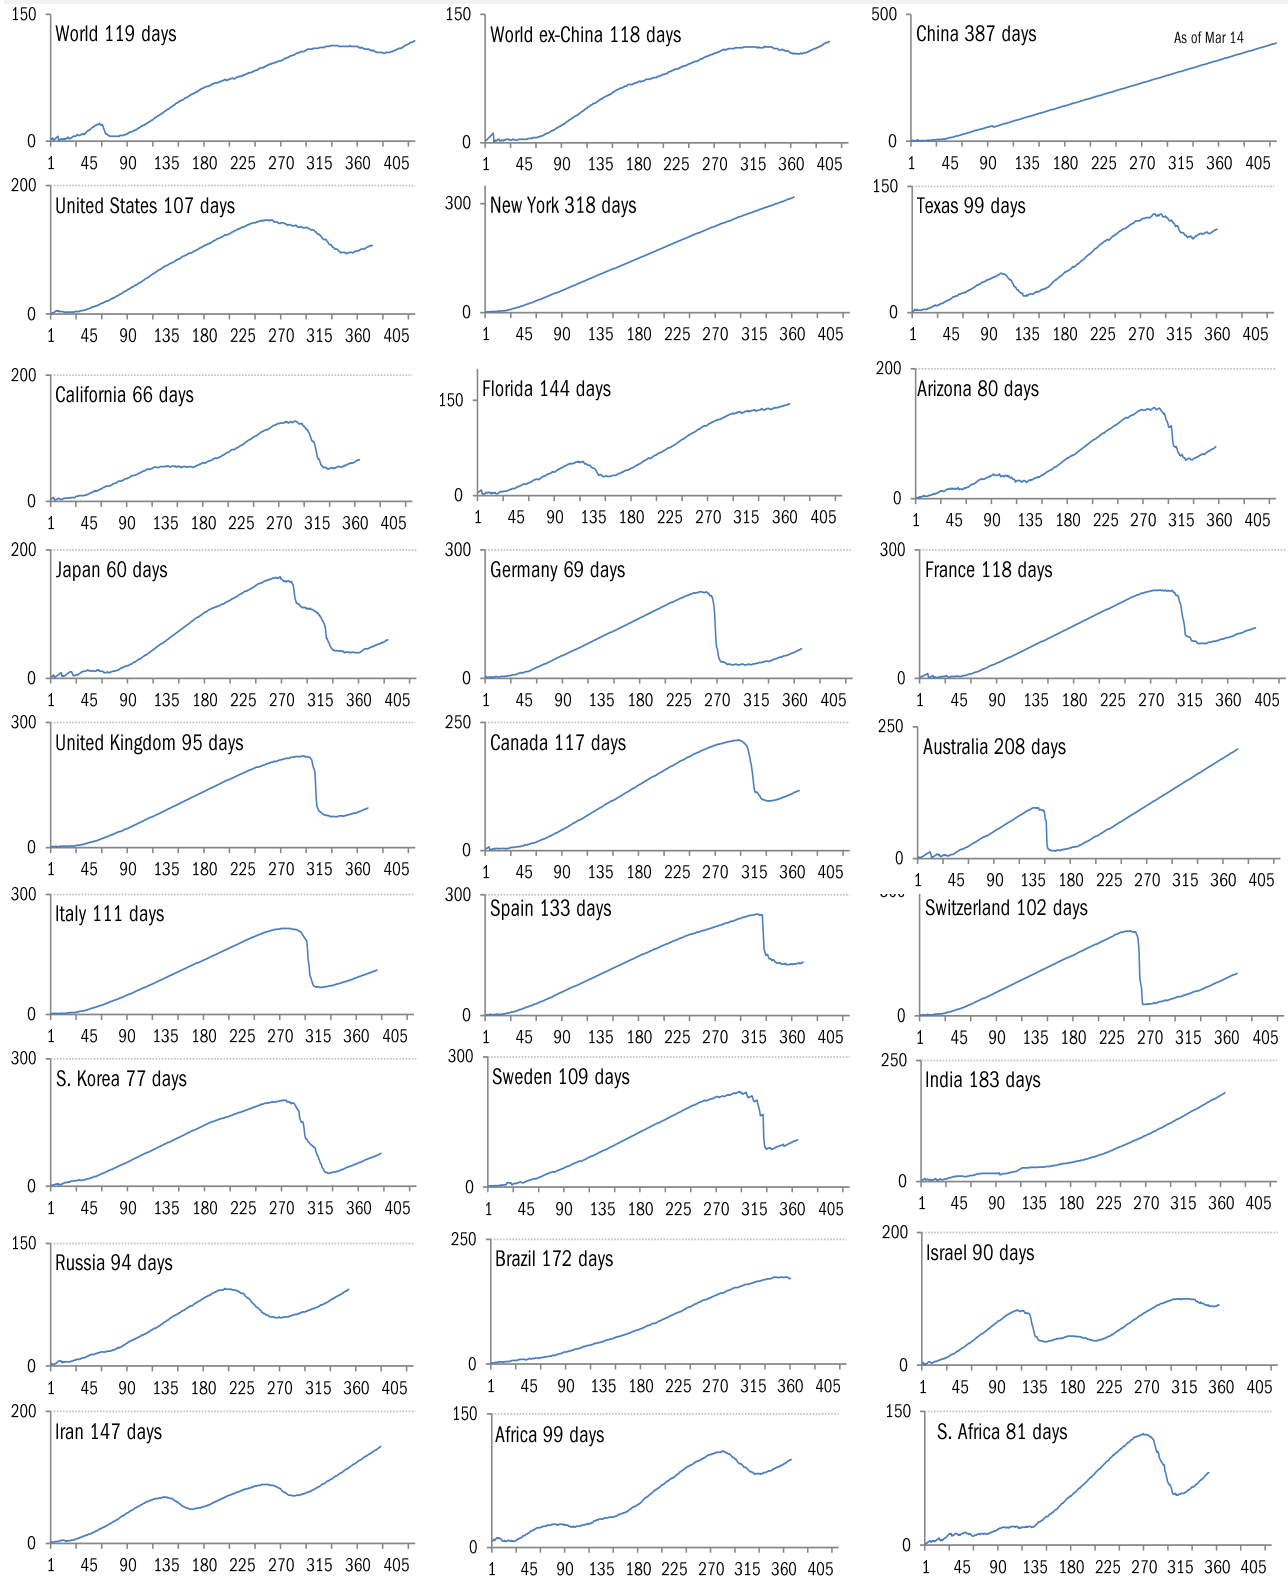 150
World 119 days
0
1 45 90 135 180 225 270 315 360 405
150
World ex-China 118 days
0
1 45 90 135 180 225 270 315 360 405
500
China 387 days
As of Mar 14
0
1 45 90 135 180 225 270 315 360 405
200
United States 107 days
0
1 45 90 135 180 225 270 315 360 405
300
New York 318 days
0
1 45 90 135 180 225 270 315 360 405
150
Texas 99 days
0
1 45 90 135 180 225 270 315 360 405
200
California 66 days
0
1 45 90 135 180 225 270 315 360 405
150
Florida 144 days
0
1 45 90 135 180 225 270 315 360 405
200
Arizona 80 days
0
1 45 90 135 180 225 270 315 360 405
200
Japan 60 days
0
1 45 90 135 180 225 270 315 360 405
300
Germany 69 days
0
1 45 90 135 180 225 270 315 360 405
300
France 118 days
0
1 45 90 135 180 225 270 315 360 405
300
United Kingdom 95 days
0
1 45 90 135 180 225 270 315 360 405
250
Canada 117 days
0
1 45 90 135 180 225 270 315 360 405
250
Australia 208 days
0
1 45 90 135 180 225 270 315 360 405
300
Italy 111 days
0
1 45 90 135 180 225 270 315 360 405
300
Spain 133 days
0
1 45 90 135 180 225 270 315 360 405
Switzerland 102 days
0
1 45 90 135 180 225 270 315 360 405
300
S. Korea 77 days
0
1 45 90 135 180 225 270 315 360 405
300
Sweden 109 days
0
1 45 90 135 180 225 270 315 360 405
250
India 183 days
0
1 45 90 135 180 225 270 315 360 405
150
Russia 94 days
0
1 45 90 135 180 225 270 315 360 405
250
Brazil 172 days
0
1 45 90 135 180 225 270 315 360 405
200
Israel 90 days
0
1 45 90 135 180 225 270 315 360 405
200
Iran 147 days
0
1 45 90 135 180 225 270 315 360 405
150
Africa 99 days
0
1 45 90 135 180 225 270 315 360 405
150
S. Africa 81 days
0
1 45 90 135 180 225 270 315 360 405